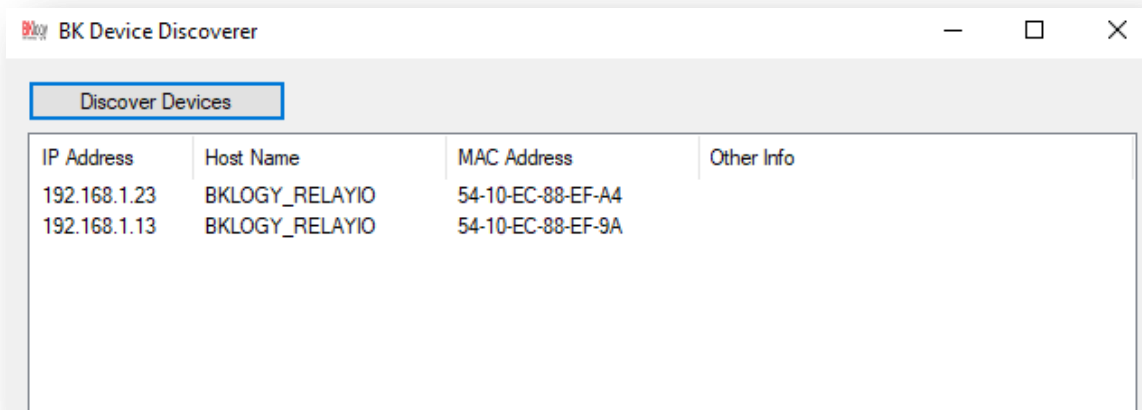 BKlogy BK Device Discoverer
Discover Devices
IP Address Host Name MAC Address Other Info
192.168.1.23 BKLOGY_RELAYIO 54-10-EC-88-EF-A4
192.168.1.13 BKLOGY_RELAYIO 54-10-EC-88-EF-9A